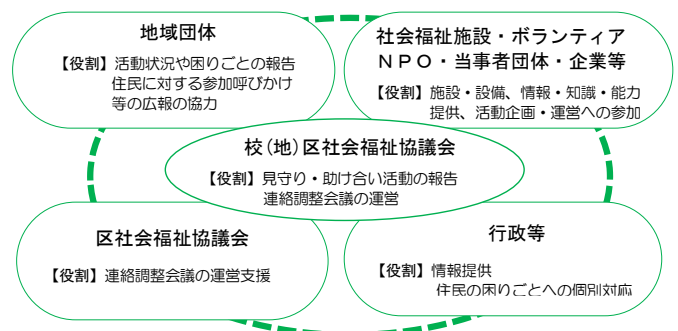 地域団体
【役割】活動状況や困りごとの報告
住民に対する参加呼びかけ
等の広報の協力
社会福祉施設・ボランティア
ＮＰＯ・当事者団体・企業等
【役割】施設・設備、情報・知識・能力
提供、活動企画・運営への参加
校（地）区社会福祉協議会
【役割】見守り・助け合い活動の報告
連絡調整会議の運営
区社会福祉協議会
【役割】連絡調整会議の運営支援
行政等
【役割】情報提供
住民の困りごとへの個別対応